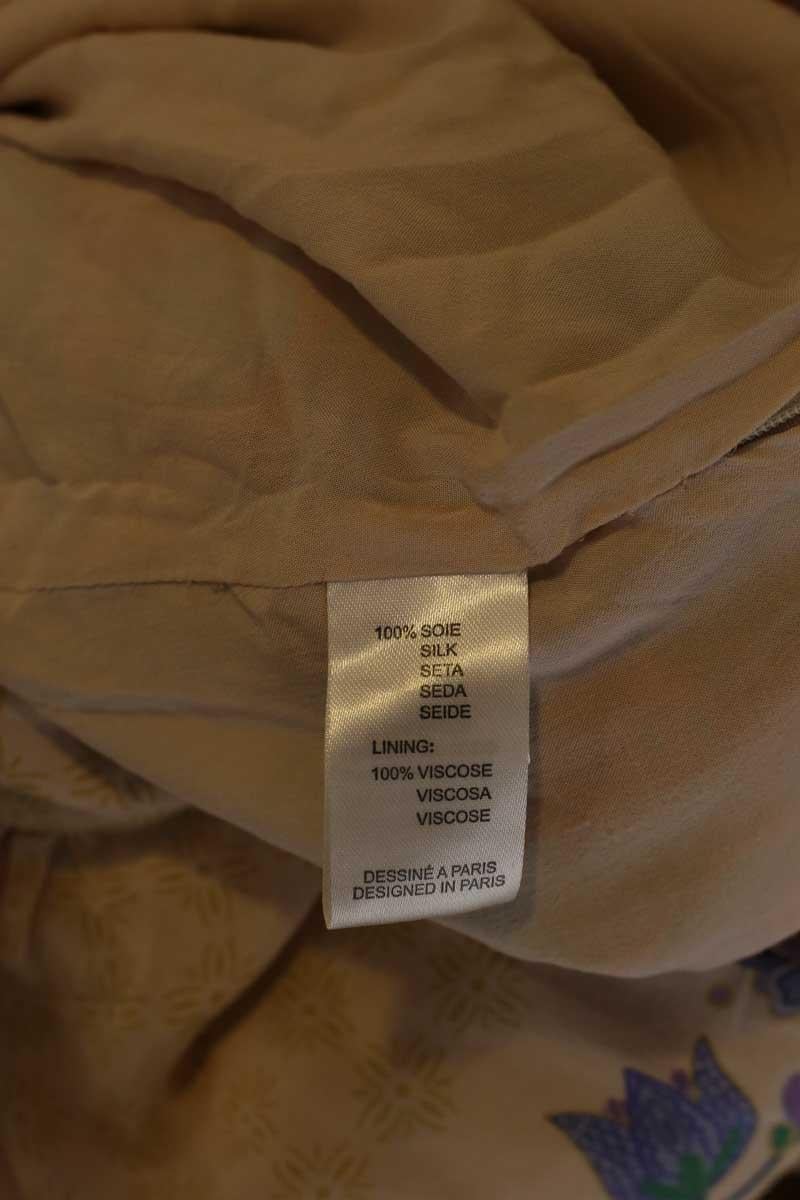 100% SOIE
SILK
SETA
SEDA
SEIDE
LINING:
100% VISCOSE
VISCOSA
VISCOSE
DESSINÉ A PARIS
DESIGNED IN PARIS